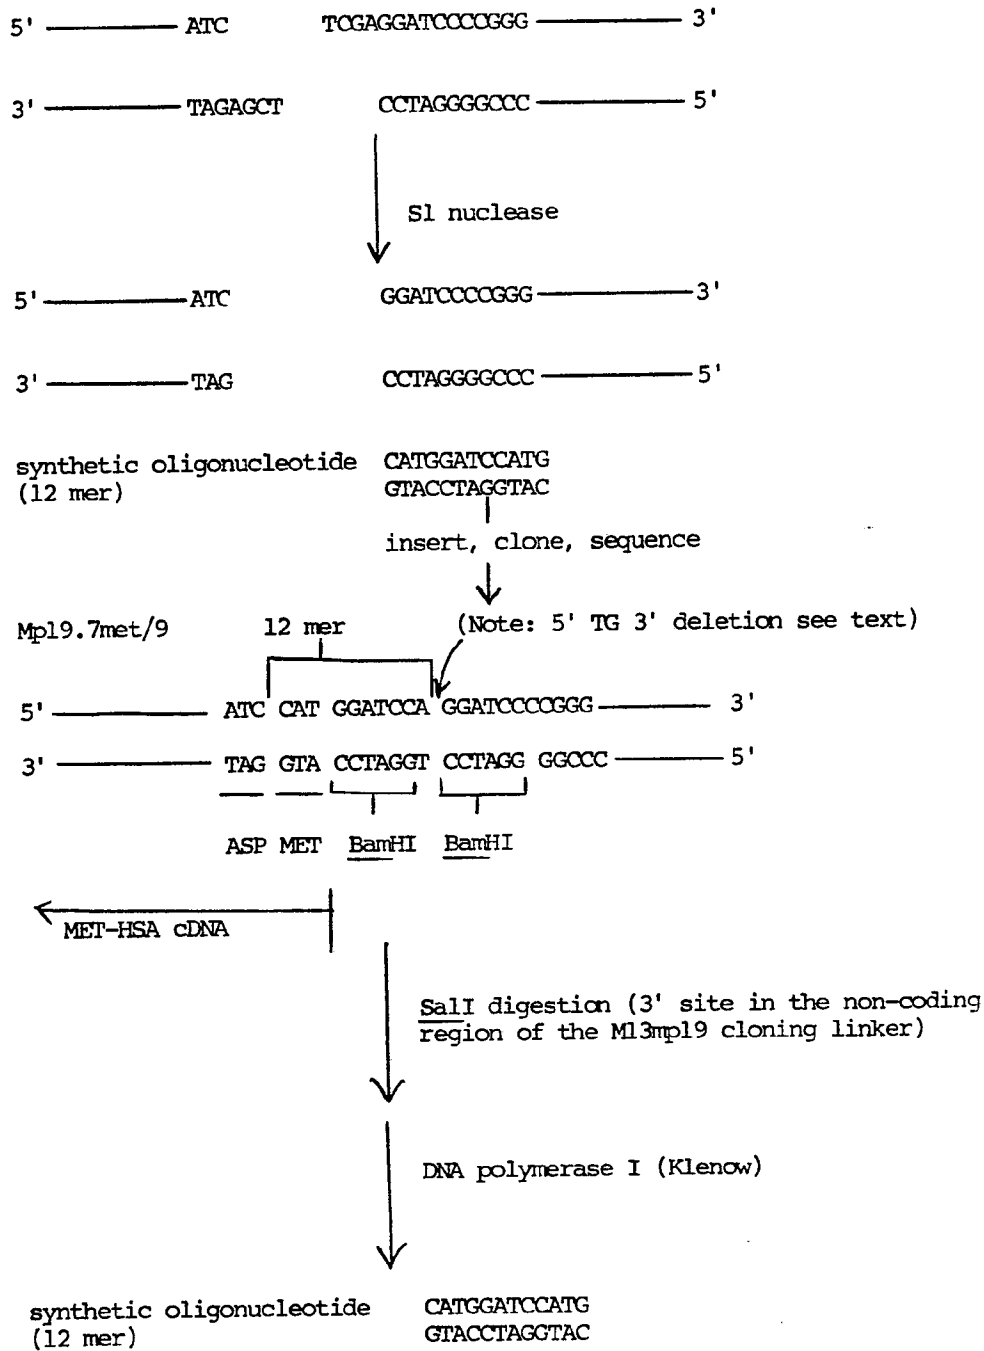 5' ATC TCGAGGATCCCCGGG 3'
3' TAGAGCT CCTAGGGGCCC 5'
S1 nuclease
5' ATC GGATCCCCGGG 3'
3' TAG CCTAGGGGCCC 5'
synthetic oligonucleotide CATGGATCCATG
(12 mer) GTACCTAGGTAC
insert, clone, sequence
Mp19.7met/9 12 mer (Note: 5' TG 3' deletion see text)
5' ATC CAT GGATCCA GGATCCCCGGG 3'
3' TAG GTA CCTAGGT CCTAGG GGCCC 5'
ASP MET BamHI BamHI
MET-HSA cDNA
SalI digestion (3' site in the non-coding
region of the M13mp19 cloning linker)
DNA polymerase I (Klenow)
synthetic oligonucleotide CATGGATCCATG
(12 mer) GTACCTAGGTAC